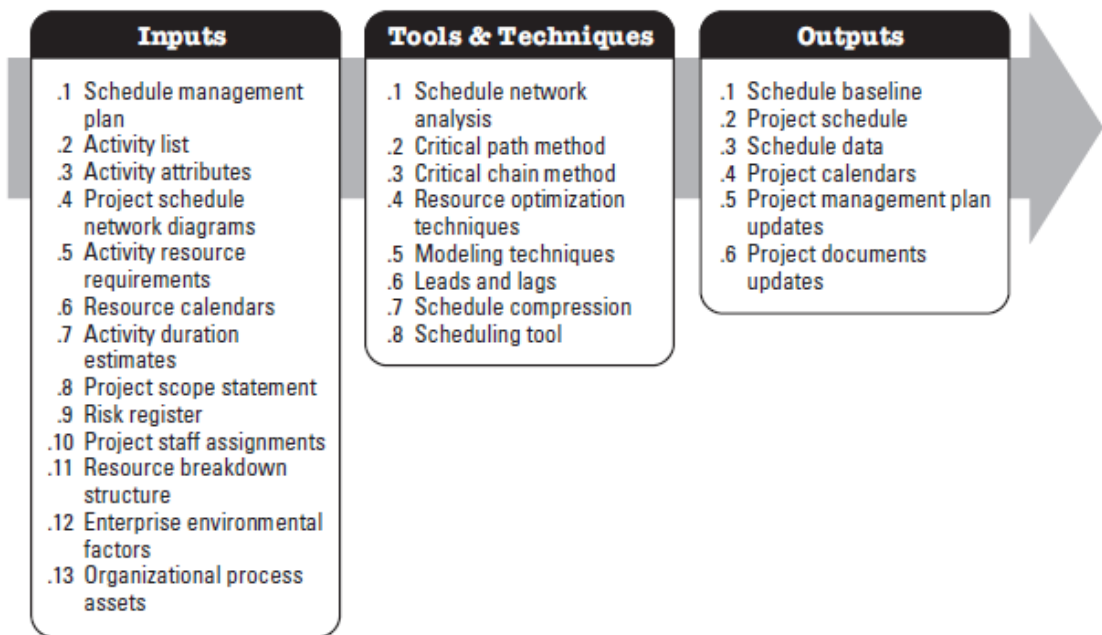 Inputs
.1 Schedule management
plan
.2 Activity list
.3 Activity attributes
.4 Project schedule
network diagrams
.5 Activity resource
requirements
.6 Resource calendars
.7 Activity duration
estimates
.8 Project scope statement
.9 Risk register
.10 Project staff assignments
.11 Resource breakdown
structure
.12 Enterprise environmental
factors
.13 Organizational process
assets
Tools & Techniques
.1 Schedule network
analysis
.2 Critical path method
.3 Critical chain method
.4 Resource optimization
techniques
.5 Modeling techniques
.6 Leads and lags
.7 Schedule compression
.8 Scheduling tool
Outputs
.1 Schedule baseline
.2 Project schedule
.3 Schedule data
.4 Project calendars
.5 Project management plan
updates
.6 Project documents
updates